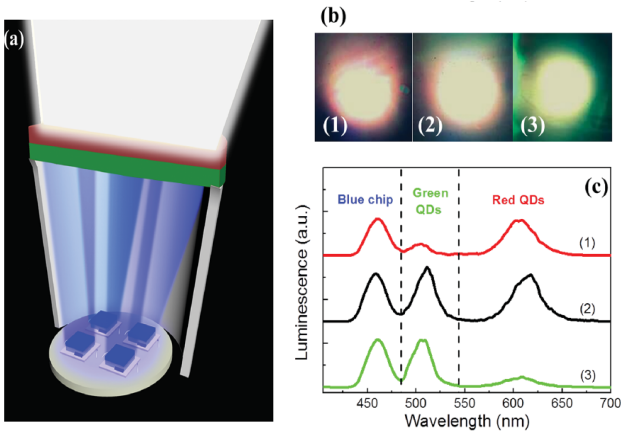 (a)
(b)
(1)
(2)
(3)
(c)
Blue chip
Green
QDs
Red QDs
(1)
(2)
(3)
Luminescence (a.u.)
450
500
550
600
650
700
Wavelength (nm)